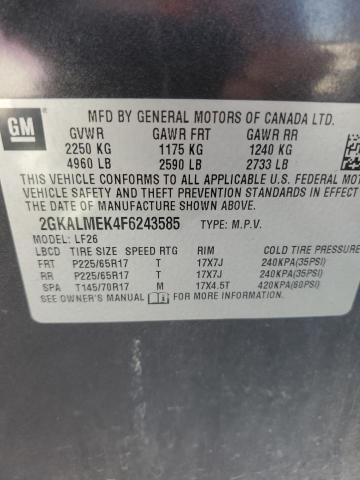 GM
MFD BY GENERAL MOTORS OF CANADA LTD.
GVWR GAWR FRT GAWR RR
2250 KG 1175 KG 1240 KG
4960 LB 2590 LB 2733 LB
THIS VEHICLE CONFORMS TO ALL APPLICABLE U.S. FEDERAL
VEHICLE SAFETY AND THEFT PREVENTION STANDARDS IN EFFECT
THE DATE OF MANUFACTURE SHOWN ABOVE.
2GKALMEK4F6243585 TYPE: M.P.V.
MODEL: LF26
LBCD TIRE SIZE SPEED RTG RIM COLD TIRE PRESSURE
FRT P225/65R17 T 17X7J 240KPA(35PSI)
RR P225/65R17 T 17X7J 240KPA(35PSI)
SPA T145/70R17 M 17X4.5T 420KPA(60PSI)
SEE OWNER'S MANUAL FOR MORE INFORMATION